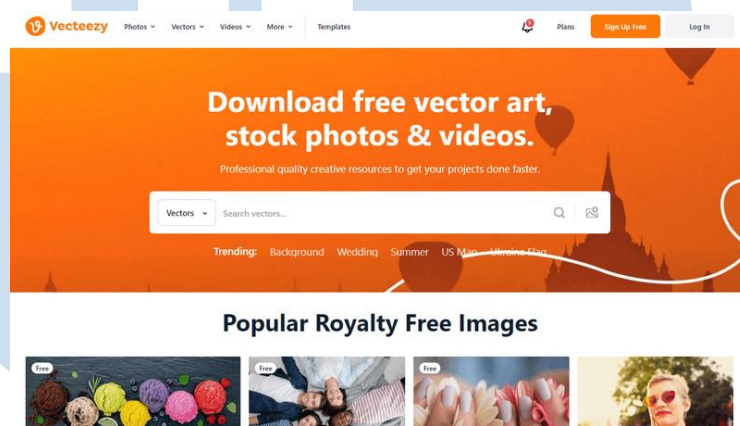 Vecteezy
Photos Vectors Videos More Templates
Plans Sign Up Free Log In
Download free vector art,
stock photos & videos.
Professional quality creative resources to get your projects done faster.
Vectors Search vectors...
Trending: Background Wedding Summer US Map Ukraine Flag
Popular Royalty Free Images
Free Free Free